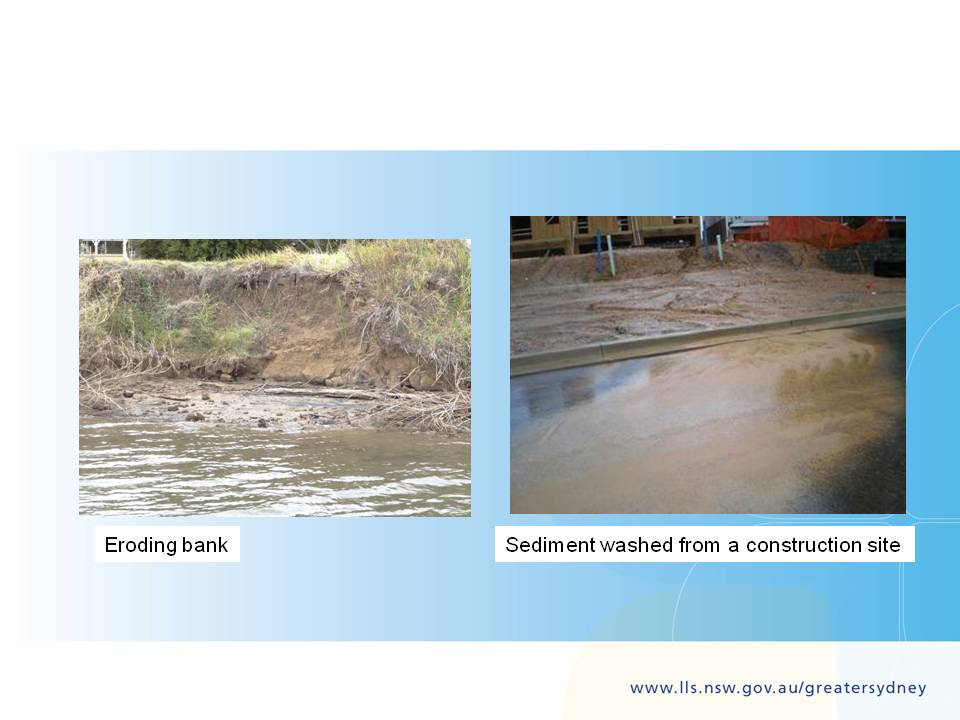 Eroding bank
Sediment washed from a construction site
www.lls.nsw.gov.au/greatersydney